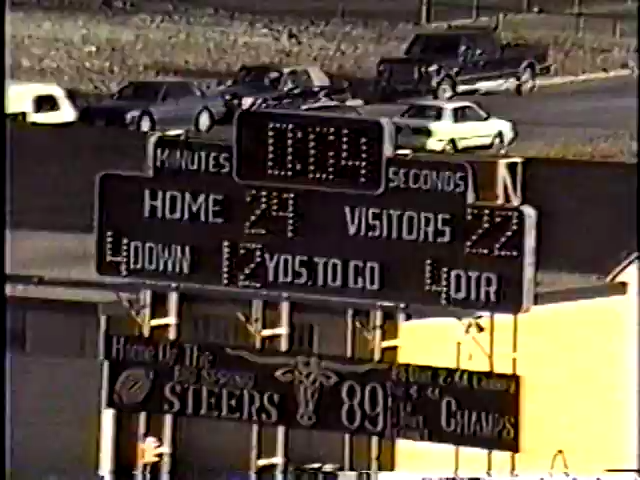 MINUTES 0:04 SECONDS
N
HOME 24 VISITORS 22
4 DOWN 12 YDS. TO GO 4 QTR
Home Of The
STEERS 89 CHAMPS